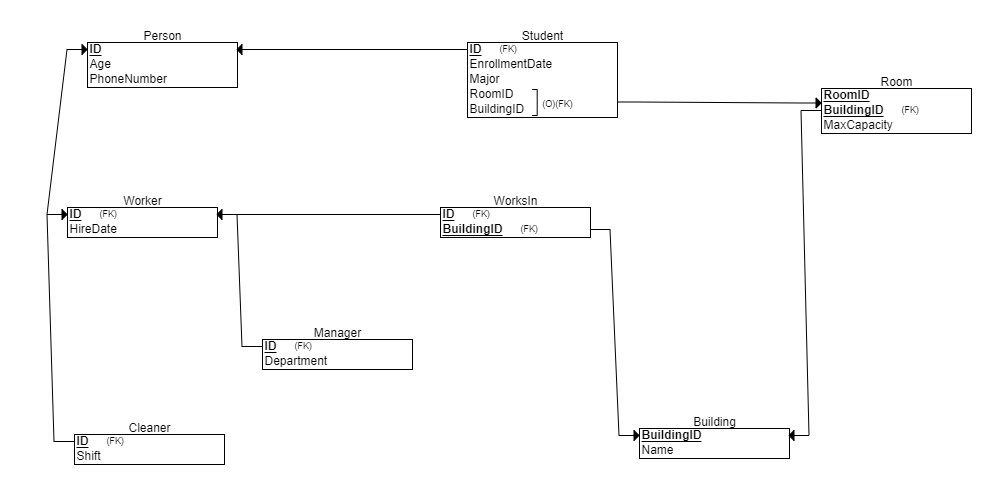 Person
ID
Age
PhoneNumber
Student
ID (FK)
EnrollmentDate
Major
RoomID
BuildingID
(O)(FK)
Room
RoomID
BuildingID (FK)
MaxCapacity
Worker
ID (FK)
HireDate
WorksIn
ID (FK)
BuildingID (FK)
Manager
ID (FK)
Department
Cleaner
ID (FK)
Shift
Building
BuildingID
Name